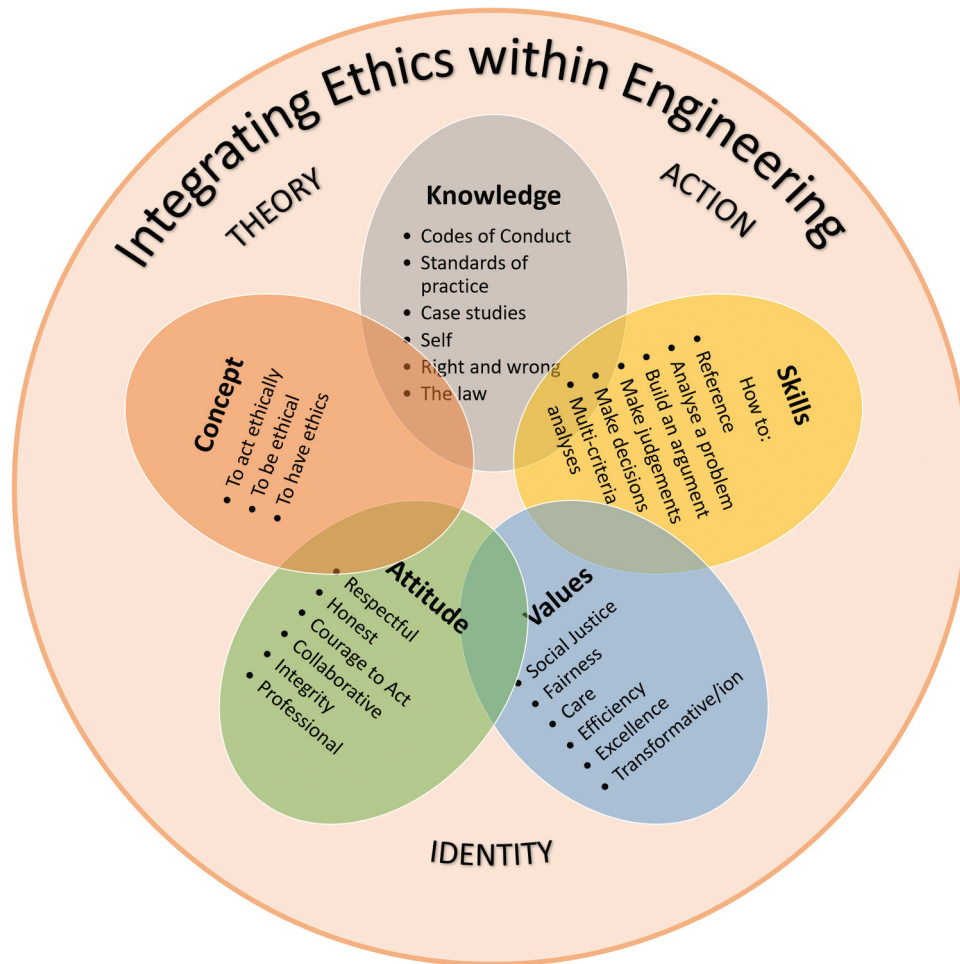 Integrating Ethics within Engineering
THEORY
ACTION
Knowledge
• Codes of Conduct
• Standards of
practice
• Case studies
• Self
• Right and wrong
• The law
Concept
• To act ethically
• To be ethical
• To have ethics
Skills
How to:
• Reference
• Analyse a problem
• Build an argument
• Make judgements
• Make decisions
• Multi-criteria
analyses
Attitude
• Respectful
• Honest
• Courage to Act
• Collaborative
• Integrity
• Professional
Values
• Social Justice
• Fairness
• Care
• Efficiency
• Excellence
• Transformative/ion
IDENTITY